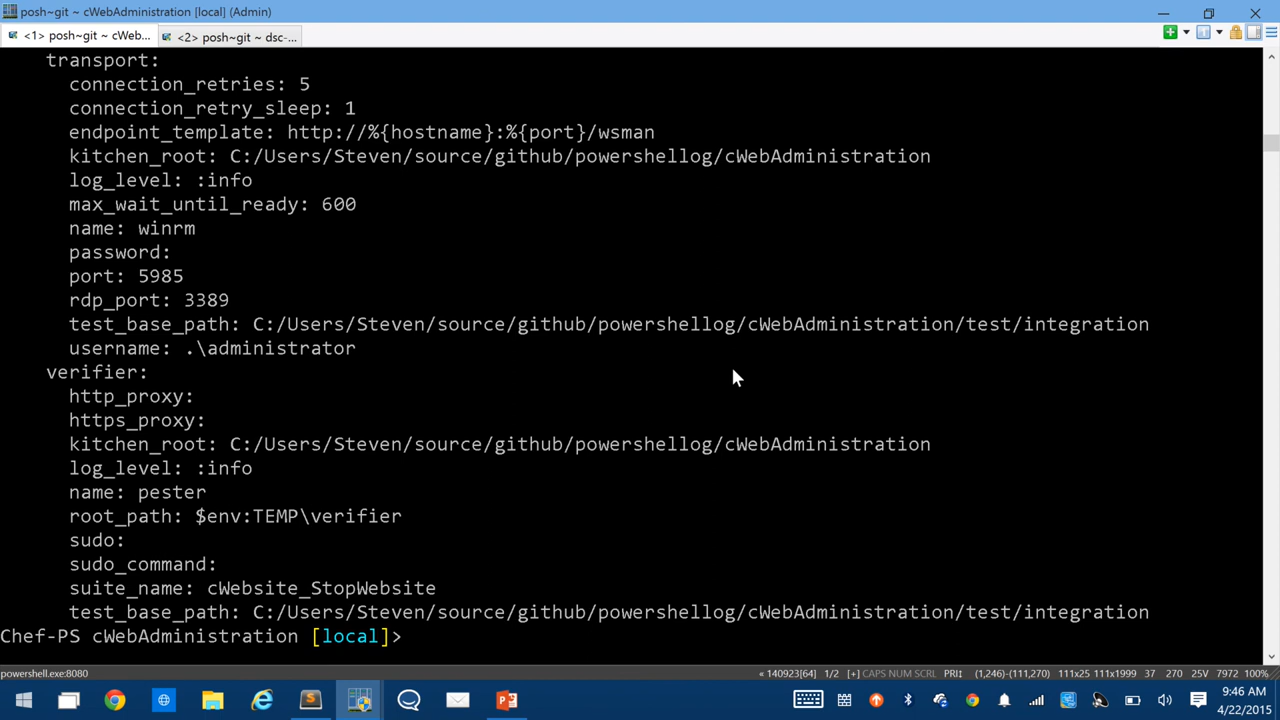 posh~git ~ cWebAdministration [local] (Admin)
<1> posh~git ~ cWeb...
<2> posh~git ~ dsc-...
transport:
connection_retries: 5
connection_retry_sleep: 1
endpoint_template: http://%{hostname}:%{port}/wsman
kitchen_root: C:/Users/Steven/source/github/powershellog/cWebAdministration
log_level: :info
max_wait_until_ready: 600
name: winrm
password:
port: 5985
rdp_port: 3389
test_base_path: C:/Users/Steven/source/github/powershellog/cWebAdministration/test/integration
username: .\administrator
verifier:
http_proxy:
https_proxy:
kitchen_root: C:/Users/Steven/source/github/powershellog/cWebAdministration
log_level: :info
name: pester
root_path: $env:TEMP\verifier
sudo:
sudo_command:
suite_name: cWebsite_StopWebsite
test_base_path: C:/Users/Steven/source/github/powershellog/cWebAdministration/test/integration
Chef-PS cWebAdministration [local]>
powershell.exe:8080
« 140923[64] 1/2 [+] CAPS NUM SCRL PRI↕ (1,246)-(111,270) 111x25 111x1999 37 270 25V 7972 100%
9:46 AM
4/22/2015